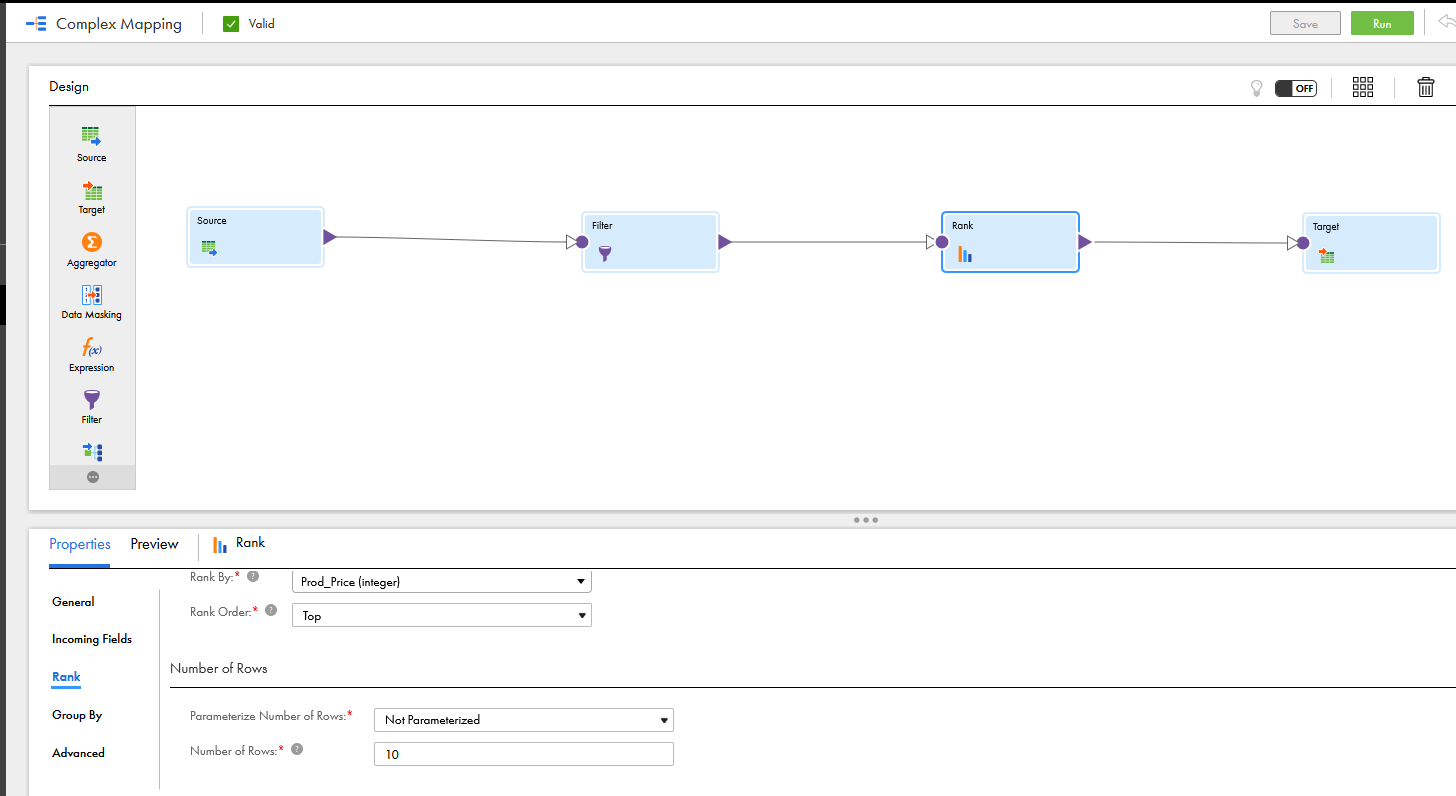 Complex Mapping
Valid
Save
Run
Design
OFF
Source
Target
Aggregator
Data Masking
Expression
Filter
Source
Filter
Rank
Target
Properties
Preview
Rank
General
Incoming Fields
Rank
Group By
Advanced
Rank By:* ?
Prod_Price (integer)
Rank Order:* ?
Top
Number of Rows
Parameterize Number of Rows:*
Not Parameterized
Number of Rows:* ?
10